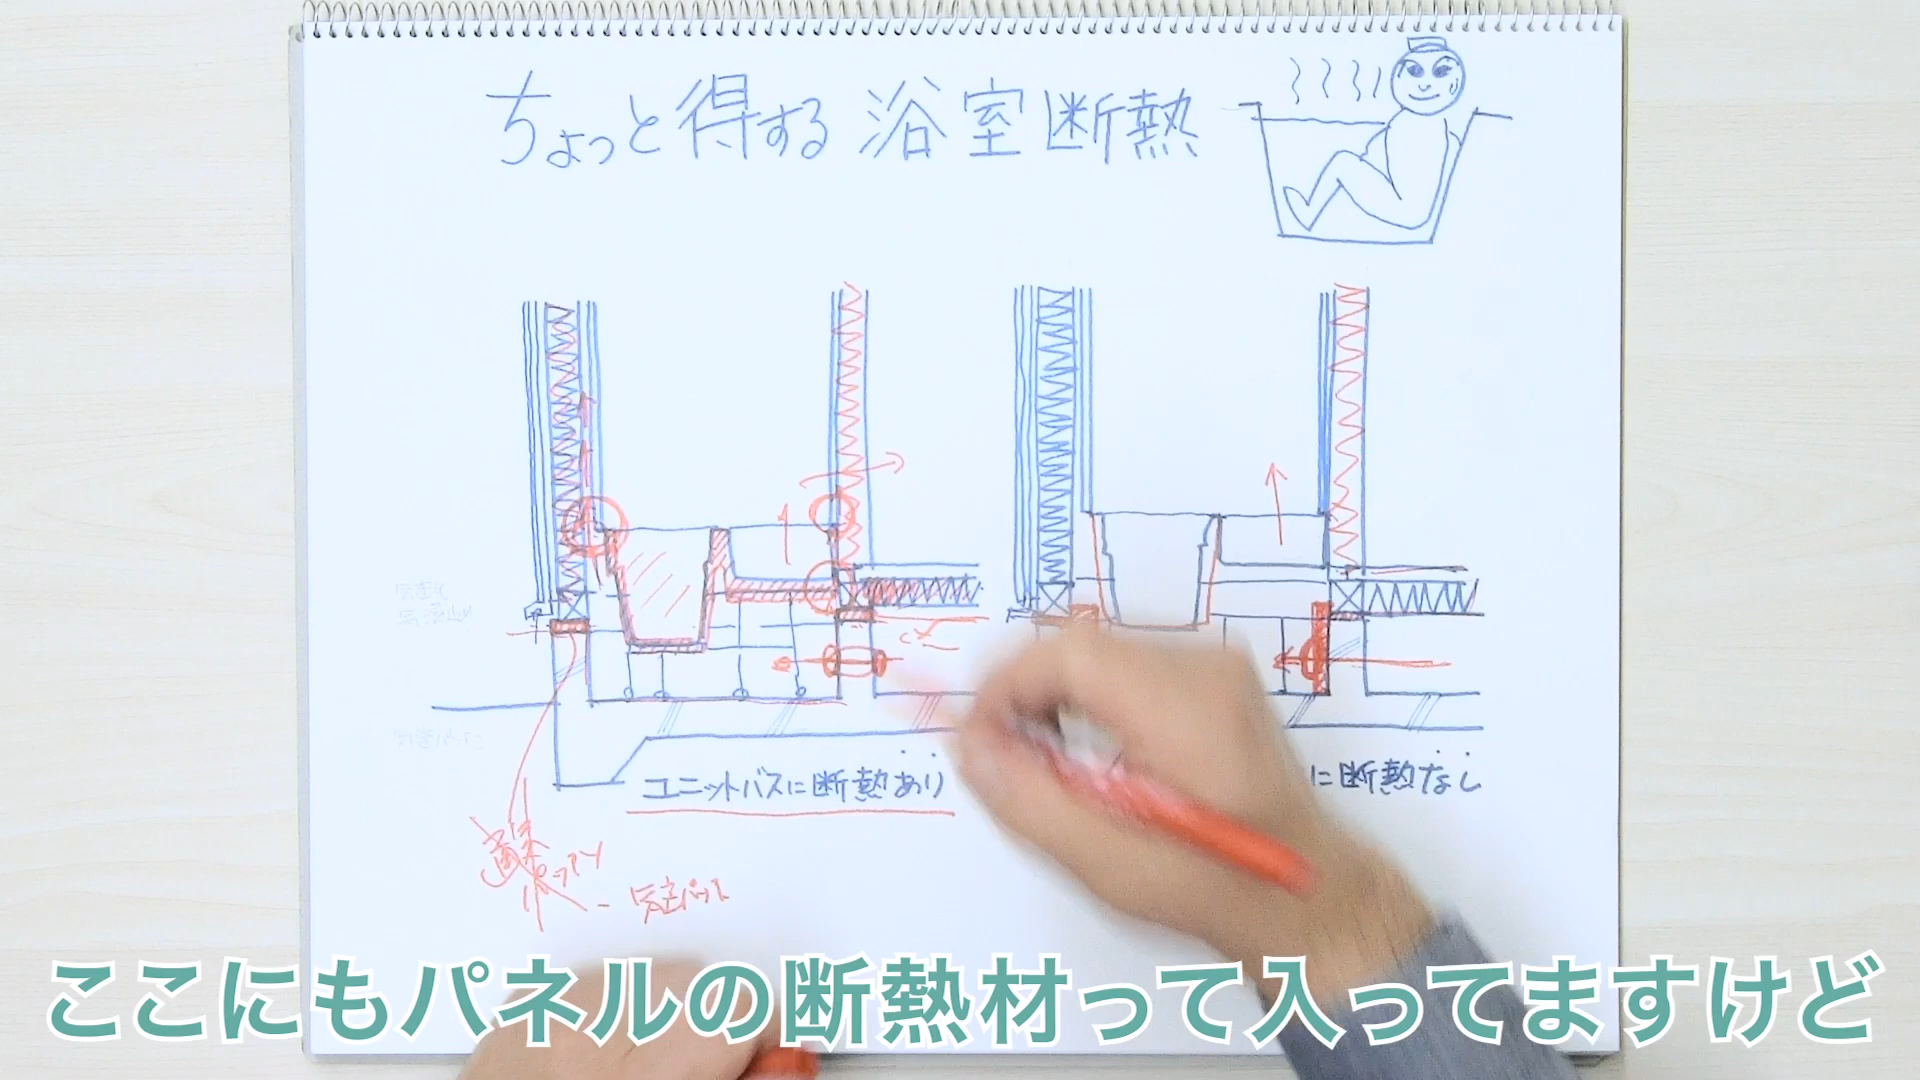 ちょっと得する 浴室断熱
ユニットバスに断熱あり
に断熱なし
ここにもパネルの断熱材って入ってますけど